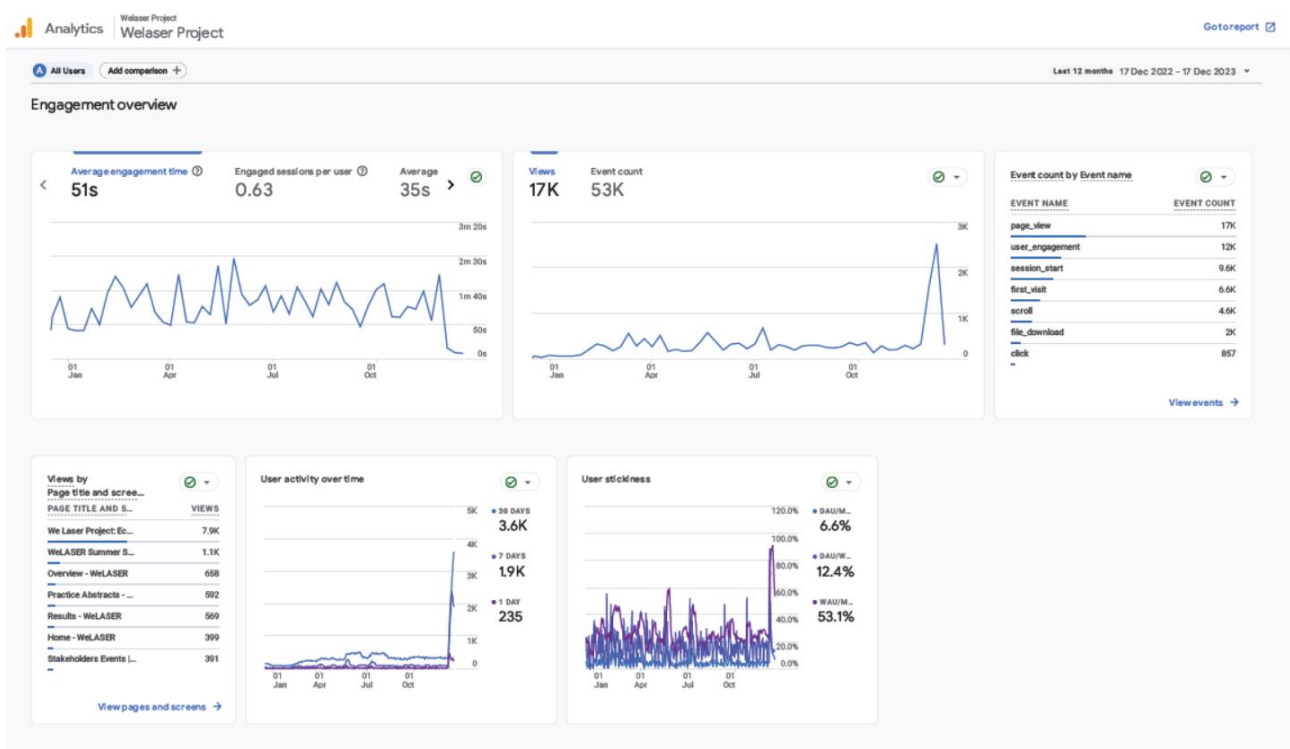 Analytics
Welaser Project
Welaser Project
Go to report
A All Users
Add comparison +
Last 12 months 17 Dec 2022 - 17 Dec 2023
Engagement overview
Average engagement time
51s
Engaged sessions per user
0.63
Average
35s
3m 20s
2m 30s
1m 40s
50s
0s
01 Jan
01 Apr
01 Jul
01 Oct
Views
17K
Event count
53K
3K
2K
1K
0
01 Jan
01 Apr
01 Jul
01 Oct
Event count by Event name
EVENT NAME EVENT COUNT
page_view 17K
user_engagement 12K
session_start 9.6K
first_visit 6.6K
scroll 4.6K
file_download 2K
click 857
View events →
Views by
Page title and scree...
PAGE TITLE AND S... VIEWS
We Laser Project: Ec... 7.9K
WeLASER Summer S... 1.1K
Overview - WeLASER 658
Practice Abstracts - ... 592
Results - WeLASER 569
Home - WeLASER 399
Stakeholders Events |... 391
View pages and screens →
User activity over time
5K
4K
3K
2K
1K
0
01 Jan
01 Apr
01 Jul
01 Oct
30 DAYS
3.6K
7 DAYS
1.9K
1 DAY
235
User stickiness
120.0%
100.0%
80.0%
60.0%
40.0%
20.0%
0.0%
01 Jan
01 Apr
01 Jul
01 Oct
DAU/M...
6.6%
DAU/W...
12.4%
WAU/M...
53.1%